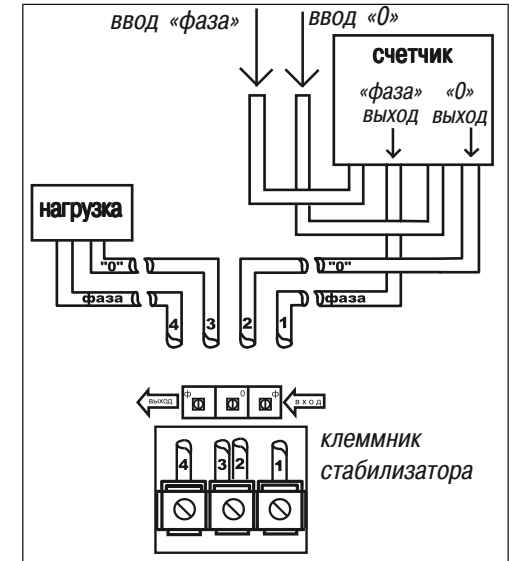 ввод «фаза» ввод «0»
счетчик
«фаза» «0»
выход выход
нагрузка
"0" "0"
фаза фаза
4 3 2 1
выход ф 0 ф вход
4 3 2 1
клеммник
стабилизатора